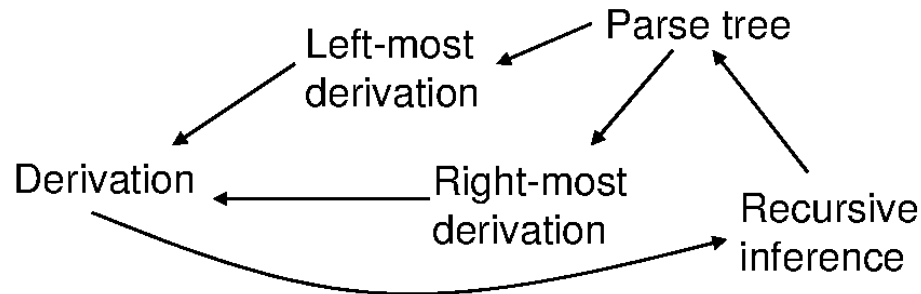 Parse tree
Left-most
derivation
Derivation
Right-most
derivation
Recursive
inference